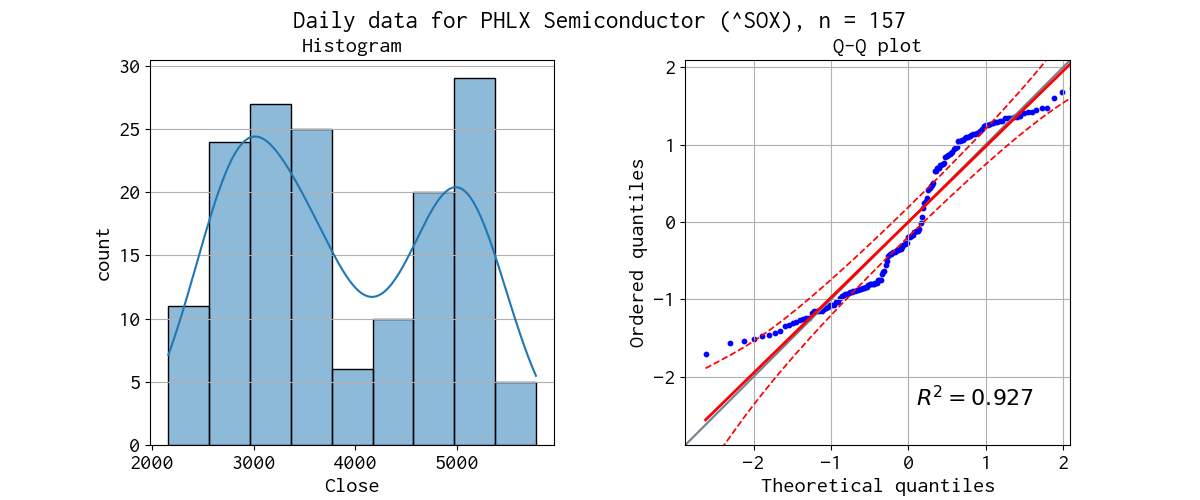 Daily data for PHLX Semiconductor (^SOX), n = 157
Histogram
30
25
20
15
10
5
0
count
2000 3000 4000 5000
Close
Q-Q plot
2
1
0
−1
−2
Ordered quantiles
R² = 0.927
−2 −1 0 1 2
Theoretical quantiles